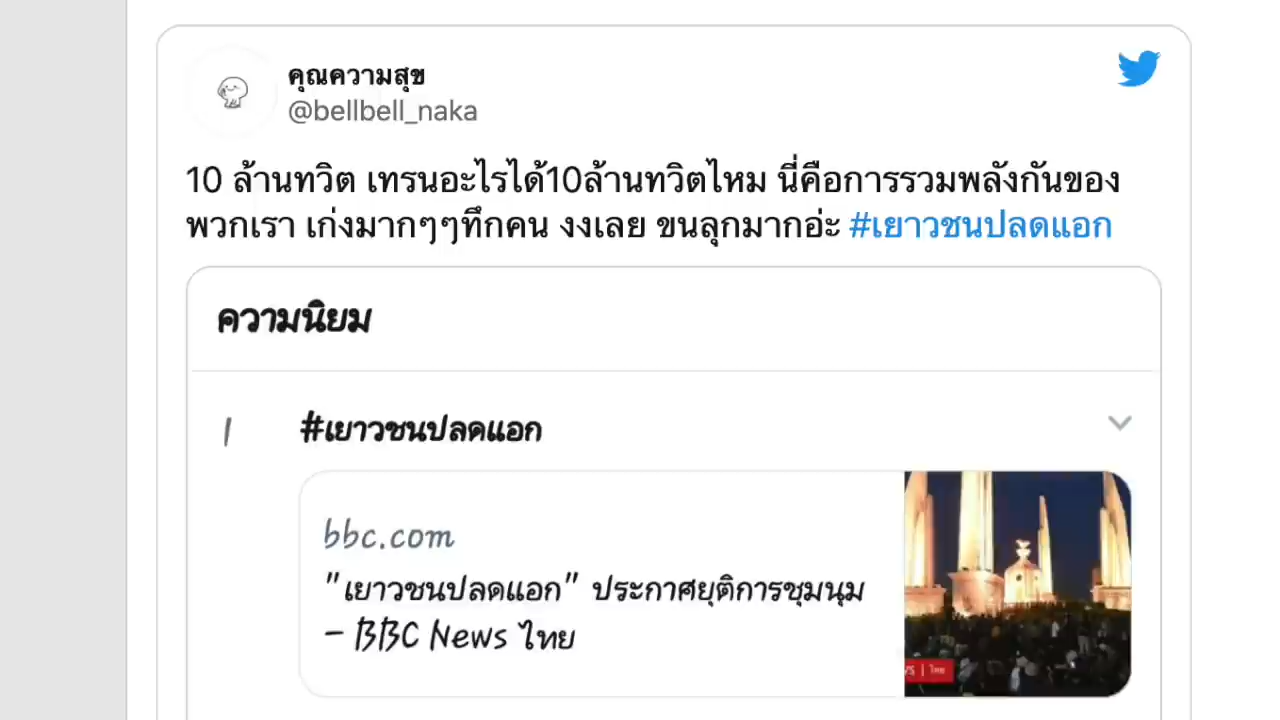 คุณความสุข
@bellbell_naka
10 ล้านทวิต เทรนอะไรได้10ล้านทวิตไหม นี่คือการรวมพลังกันของ
พวกเรา เก่งมากๆๆทึกคน งงเลย ขนลุกมากอ่ะ #เยาวชนปลดแอก
ความนิยม
1 #เยาวชนปลดแอก
bbc.com
"เยาวชนปลดแอก" ประกาศยุติการชุมนุม
- BBC News ไทย
ไทย